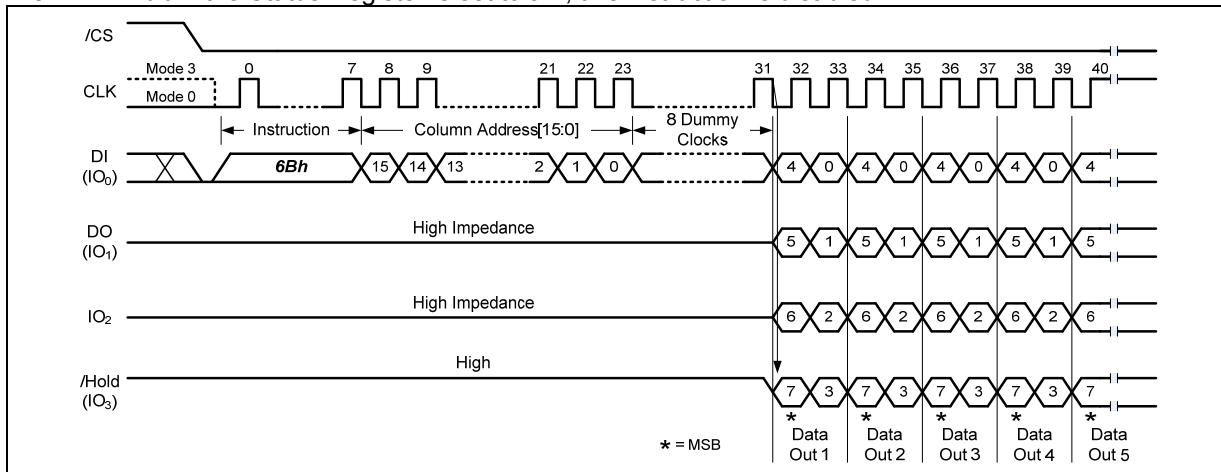 /CS
Mode 3 0 7 8 9 21 22 23 31 32 33 34 35 36 37 38 39 40
CLK
Mode 0
Instruction Column Address[15:0] 8 Dummy
Clocks
DI
(IO0) 6Bh 15 14 13 2 1 0 4 0 4 0 4 0 4 0 4
DO High Impedance
(IO1) 5 1 5 1 5 1 5 1 5
High Impedance
IO2 6 2 6 2 6 2 6 2 6
High
/Hold
(IO3) 7 3 7 3 7 3 7 3 7
* * * * *
* = MSB
Data Data Data Data Data
Out 1 Out 2 Out 3 Out 4 Out 5